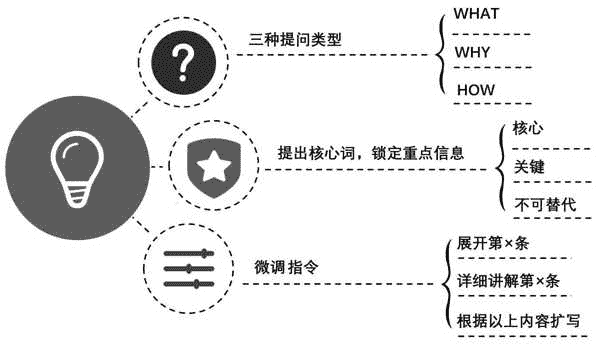 三种提问类型
WHAT
WHY
HOW
提出核心词，锁定重点信息
核心
关键
不可替代
微调指令
展开第×条
详细讲解第×条
根据以上内容扩写